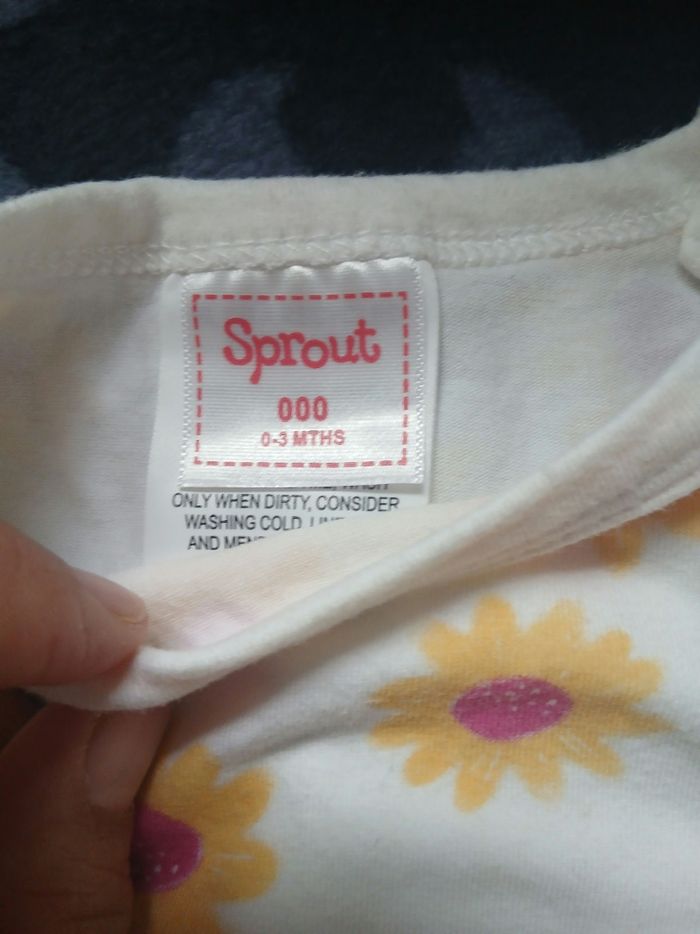 Sprout
000
0-3 MTHS
ONLY WHEN DIRTY, CONSIDER
WASHING COLD
AND